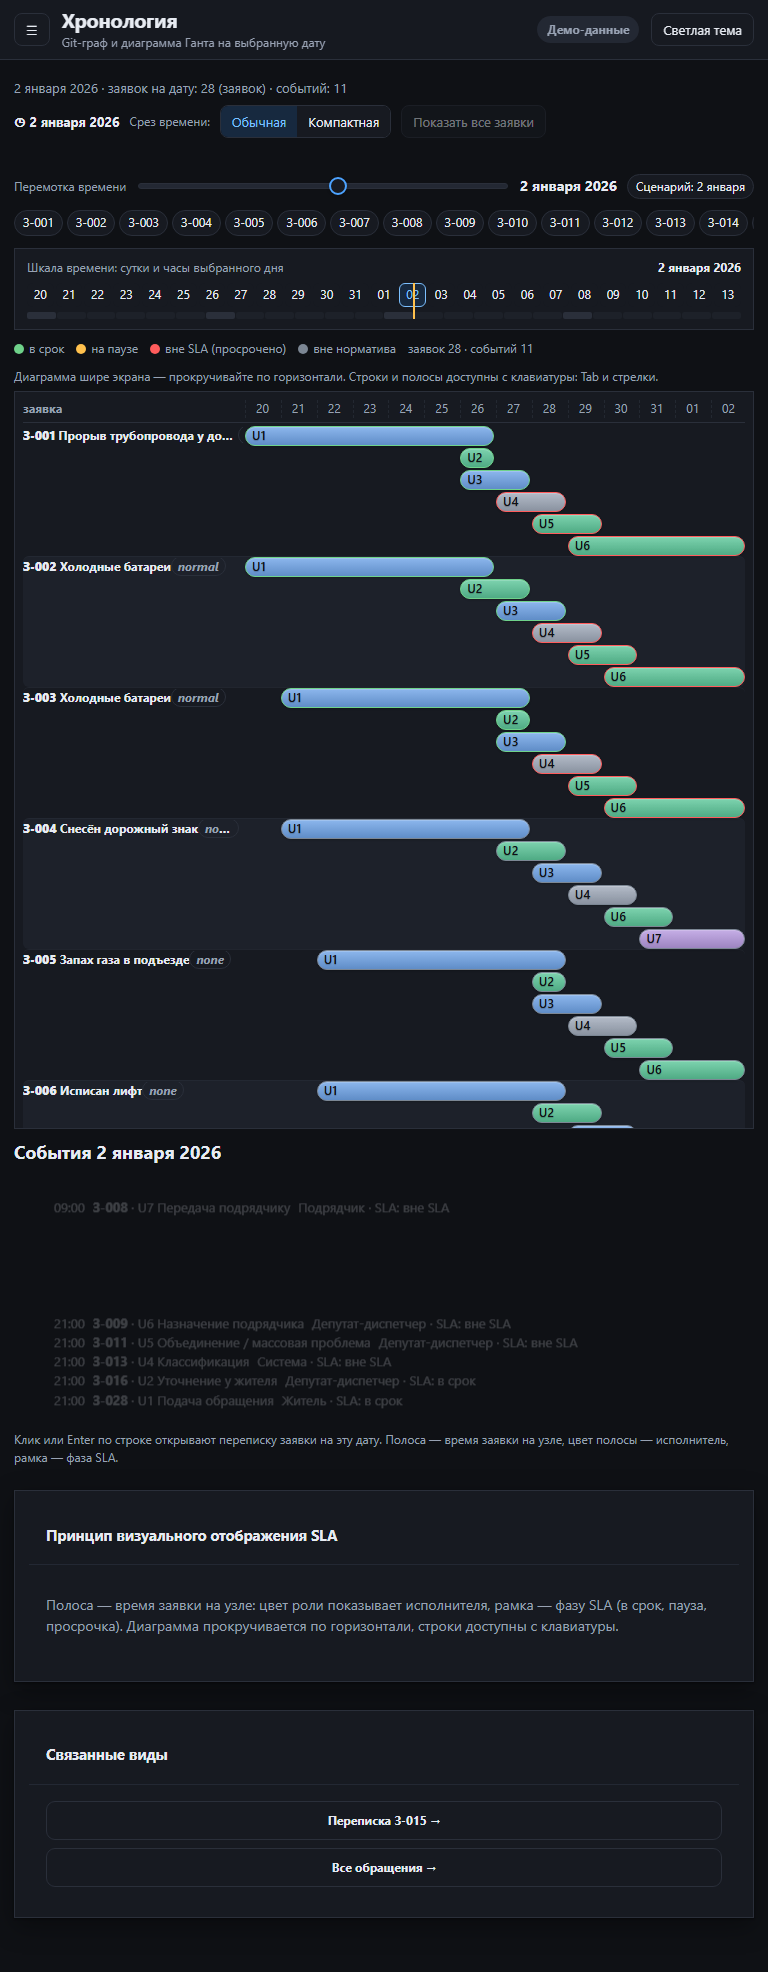 ☰
Хронология
Git-граф и диаграмма Ганта на выбранную дату
Демо-данные
Светлая тема
2 января 2026 · заявок на дату: 28 (заявок) · событий: 11
◷ 2 января 2026 Срез времени: Обычная Компактная Показать все заявки
Перемотка времени 2 января 2026 Сценарий: 2 января
З-001 З-002 З-003 З-004 З-005 З-006 З-007 З-008 З-009 З-010 З-011 З-012 З-013 З-014
Шкала времени: сутки и часы выбранного дня 2 января 2026
20 21 22 23 24 25 26 27 28 29 30 31 01 02 03 04 05 06 07 08 09 10 11 12 13
в срок на паузе вне SLA (просрочено) вне норматива заявок 28 · событий 11
Диаграмма шире экрана — прокручивайте по горизонтали. Строки и полосы доступны с клавиатуры: Tab и стрелки.
заявка 20 21 22 23 24 25 26 27 28 29 30 31 01 02
З-001 Прорыв трубопровода у до... U1
U2
U3
U4
U5
U6
З-002 Холодные батареи normal U1
U2
U3
U4
U5
U6
З-003 Холодные батареи normal U1
U2
U3
U4
U5
U6
З-004 Снесён дорожный знак no... U1
U2
U3
U4
U6
U7
З-005 Запах газа в подъезде none U1
U2
U3
U4
U5
U6
З-006 Исписан лифт none U1
U2
События 2 января 2026
09:00 З-008 · U7 Передача подрядчику Подрядчик · SLA: вне SLA
21:00 З-009 · U6 Назначение подрядчика Депутат-диспетчер · SLA: вне SLA
21:00 З-011 · U5 Объединение / массовая проблема Депутат-диспетчер · SLA: вне SLA
21:00 З-013 · U4 Классификация Система · SLA: вне SLA
21:00 З-016 · U2 Уточнение у жителя Депутат-диспетчер · SLA: в срок
21:00 З-028 · U1 Подача обращения Житель · SLA: в срок
Клик или Enter по строке открывают переписку заявки на эту дату. Полоса — время заявки на узле, цвет полосы — исполнитель,
рамка — фаза SLA.
Принцип визуального отображения SLA
Полоса — время заявки на узле: цвет роли показывает исполнителя, рамка — фазу SLA (в срок, пауза,
просрочка). Диаграмма прокручивается по горизонтали, строки доступны с клавиатуры.
Связанные виды
Переписка З-015 →
Все обращения →